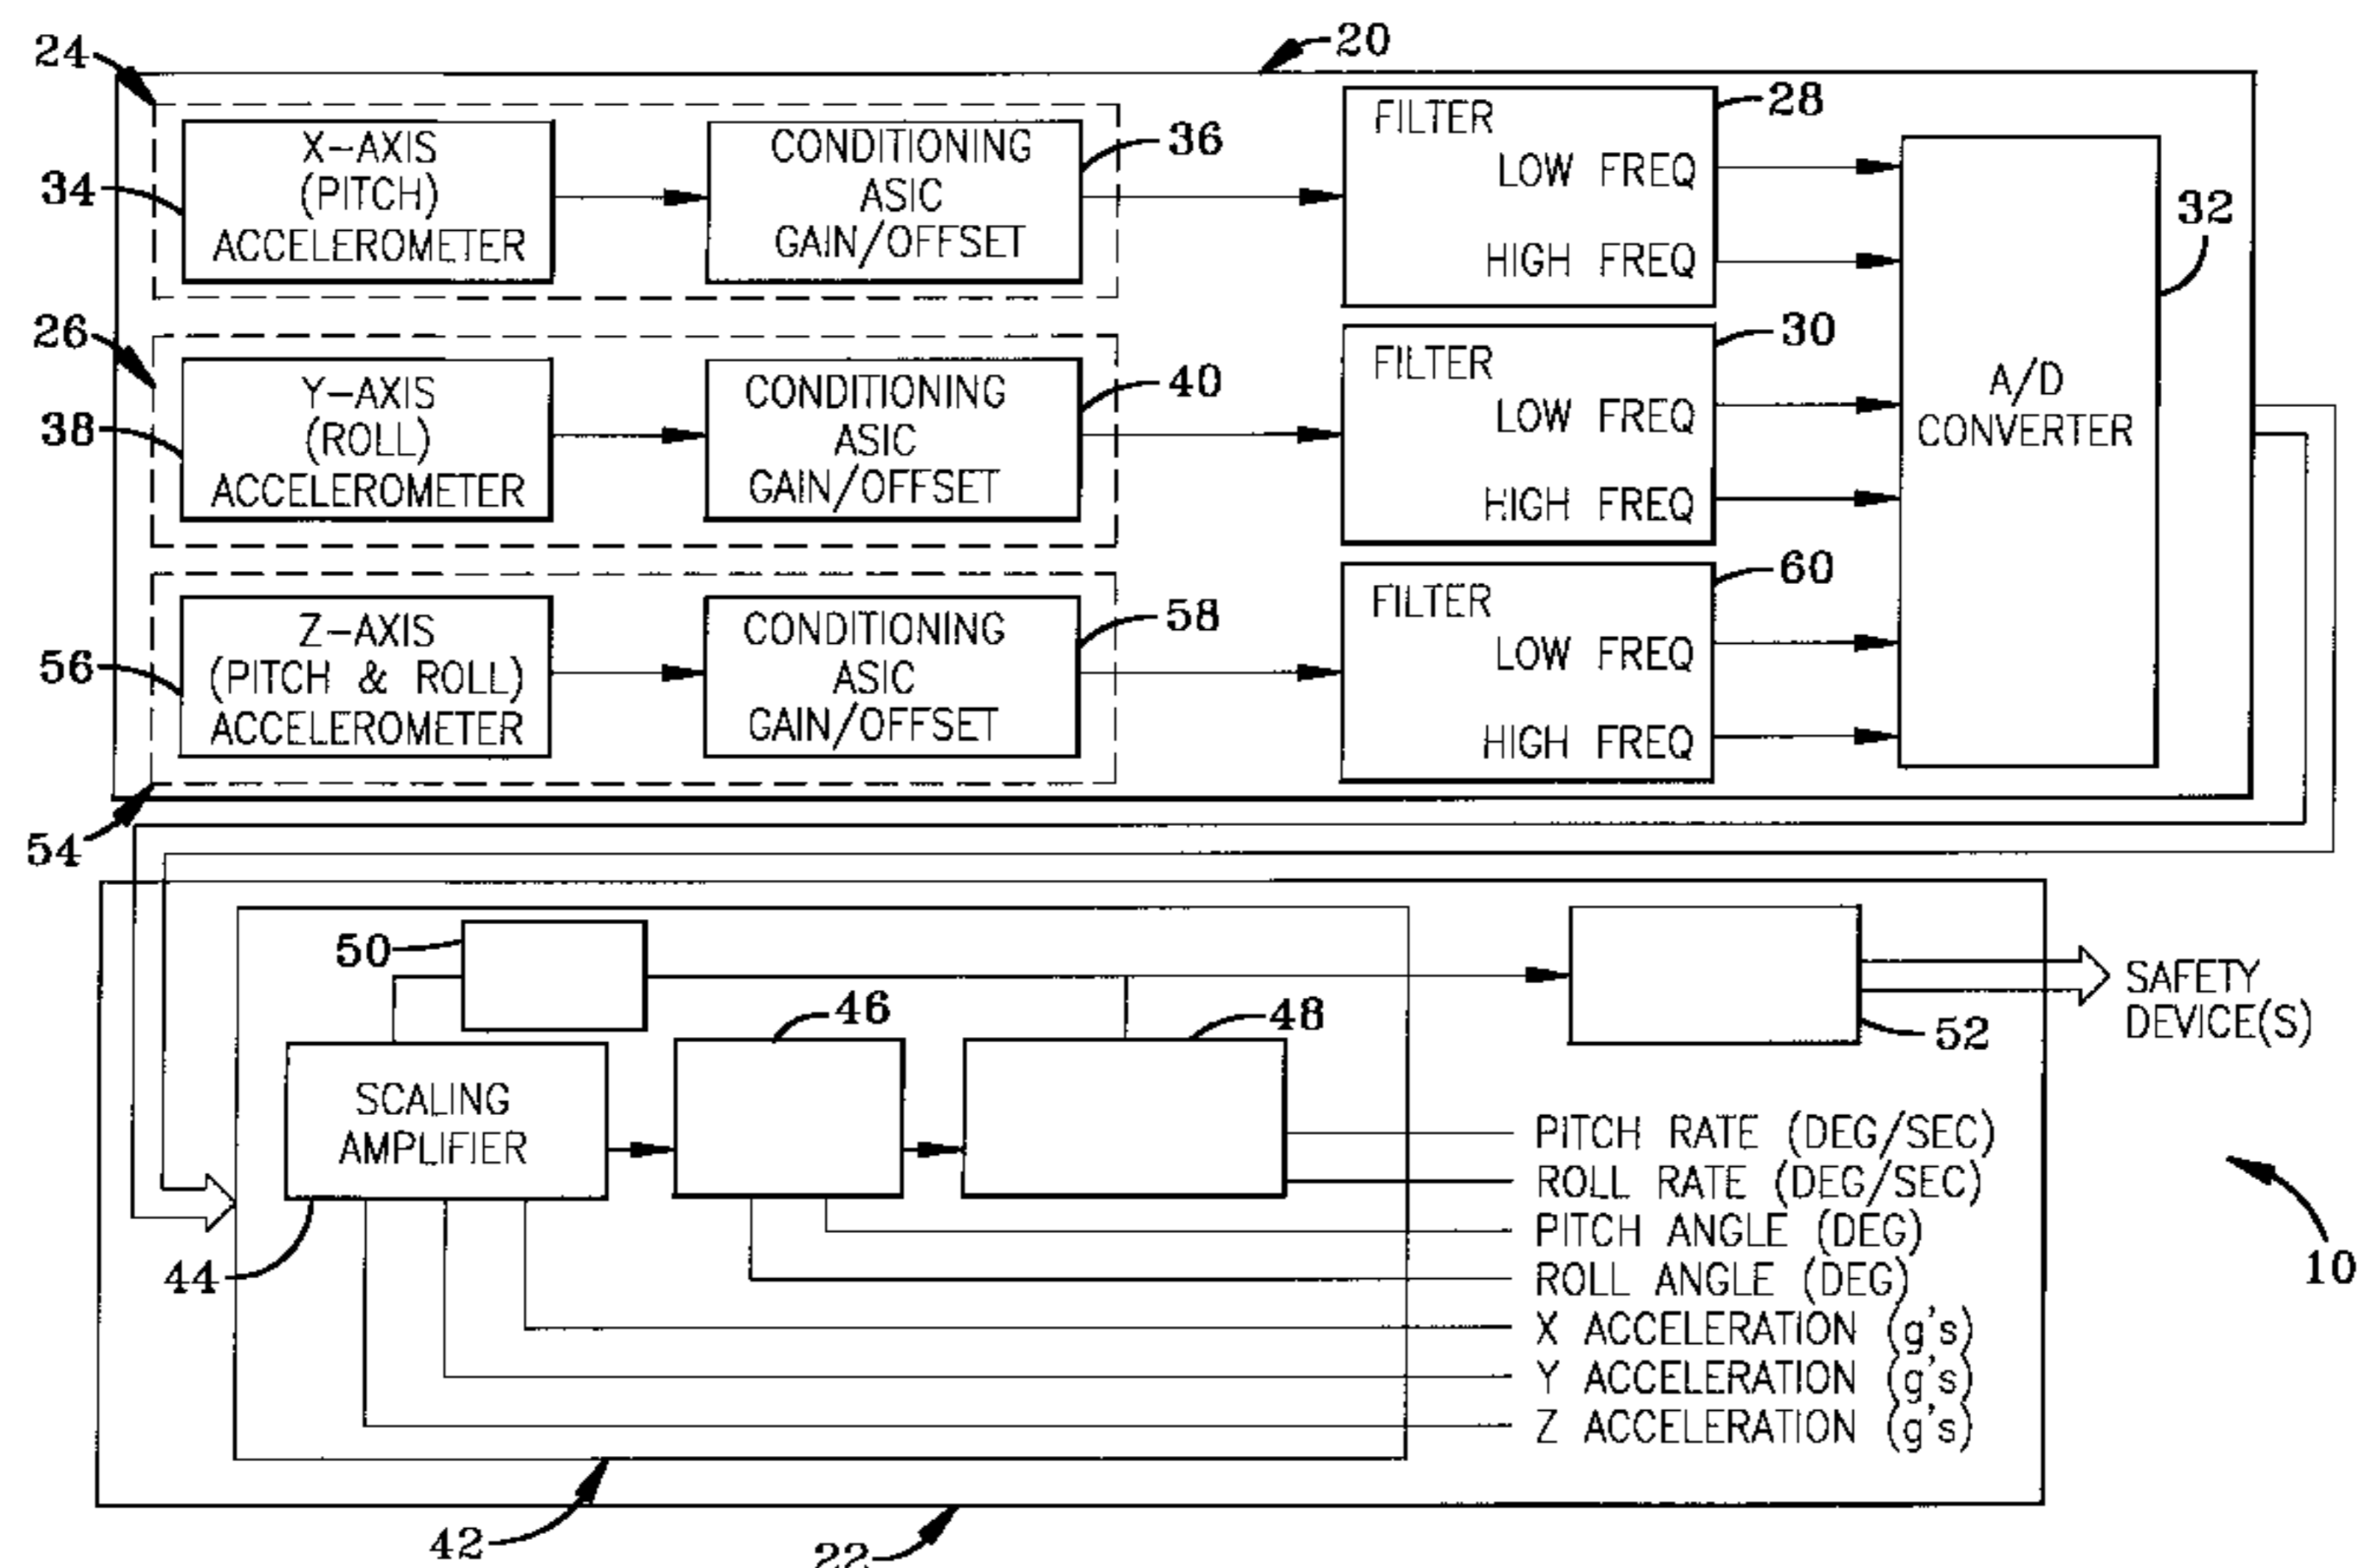 24
20
X-AXIS
(PITCH)
ACCELEROMETER
34
CONDITIONING
ASIC
GAIN/OFFSET
36
FILTER
LOW FREQ
HIGH FREQ
28
32
26
Y-AXIS
(ROLL)
ACCELEROMETER
38
CONDITIONING
ASIC
GAIN/OFFSET
40
FILTER
LOW FREQ
HIGH FREQ
30
A/D
CONVERTER
Z-AXIS
(PITCH & ROLL)
ACCELEROMETER
56
CONDITIONING
ASIC
GAIN/OFFSET
58
FILTER
LOW FREQ
HIGH FREQ
60
54
50
46
48
52
SAFETY
DEVICE(S)
SCALING
AMPLIFIER
44
PITCH RATE (DEG/SEC)
ROLL RATE (DEG/SEC)
PITCH ANGLE (DEG)
ROLL ANGLE (DEG)
X ACCELERATION (g's)
Y ACCELERATION (g's)
Z ACCELERATION (g's)
10
42
22